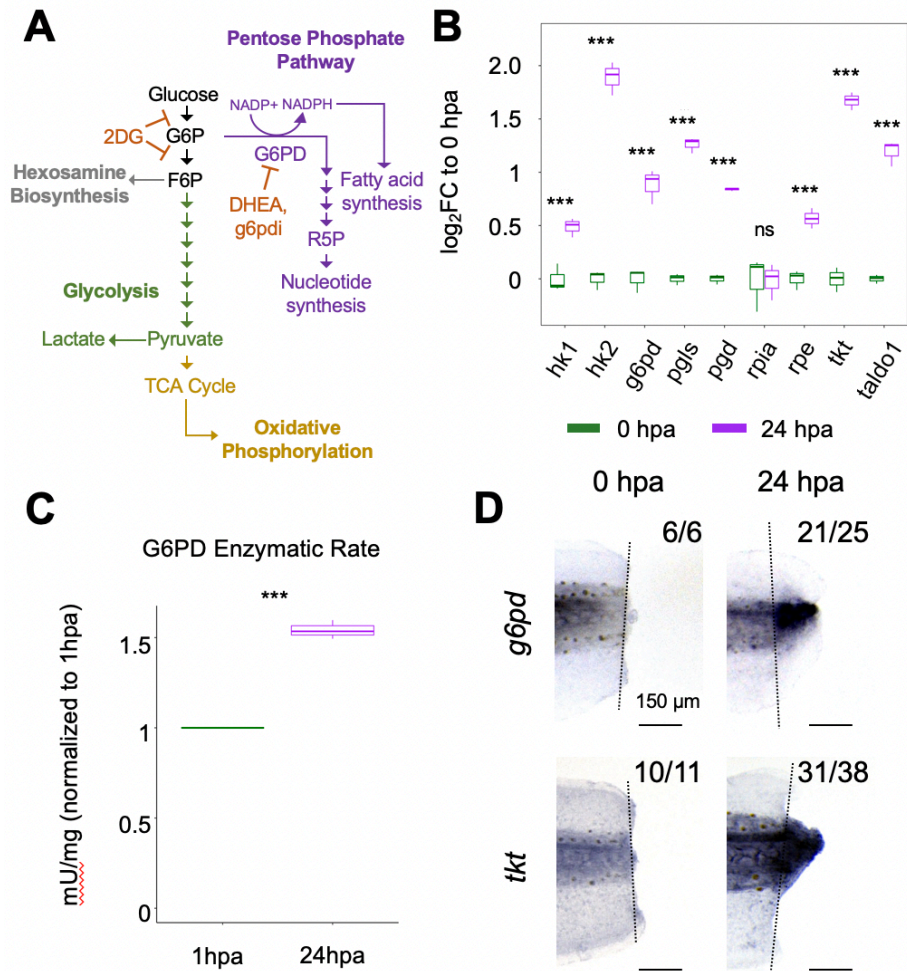 A
Pentose Phosphate
Pathway
Glucose
NADP+ NADPH
2DG
G6P
G6PD
Hexosamine
Biosynthesis
F6P
Fatty acid
synthesis
DHEA,
g6pdi
R5P
Nucleotide
synthesis
Glycolysis
Lactate
Pyruvate
TCA Cycle
Oxidative
Phosphorylation
B
log2FC to 0 hpa
2.0
1.5
1
0.5
0
***
***
***
***
***
ns
***
***
***
hk1
hk2
g6pd
pgls
pgd
rpia
rpe
tkt
taldo1
0 hpa
24 hpa
C
G6PD Enzymatic Rate
mU/mg (normalized to 1hpa)
***
1.5
1
0.5
0
1hpa
24hpa
D
0 hpa
24 hpa
g6pd
6/6
21/25
150 µm
tkt
10/11
31/38